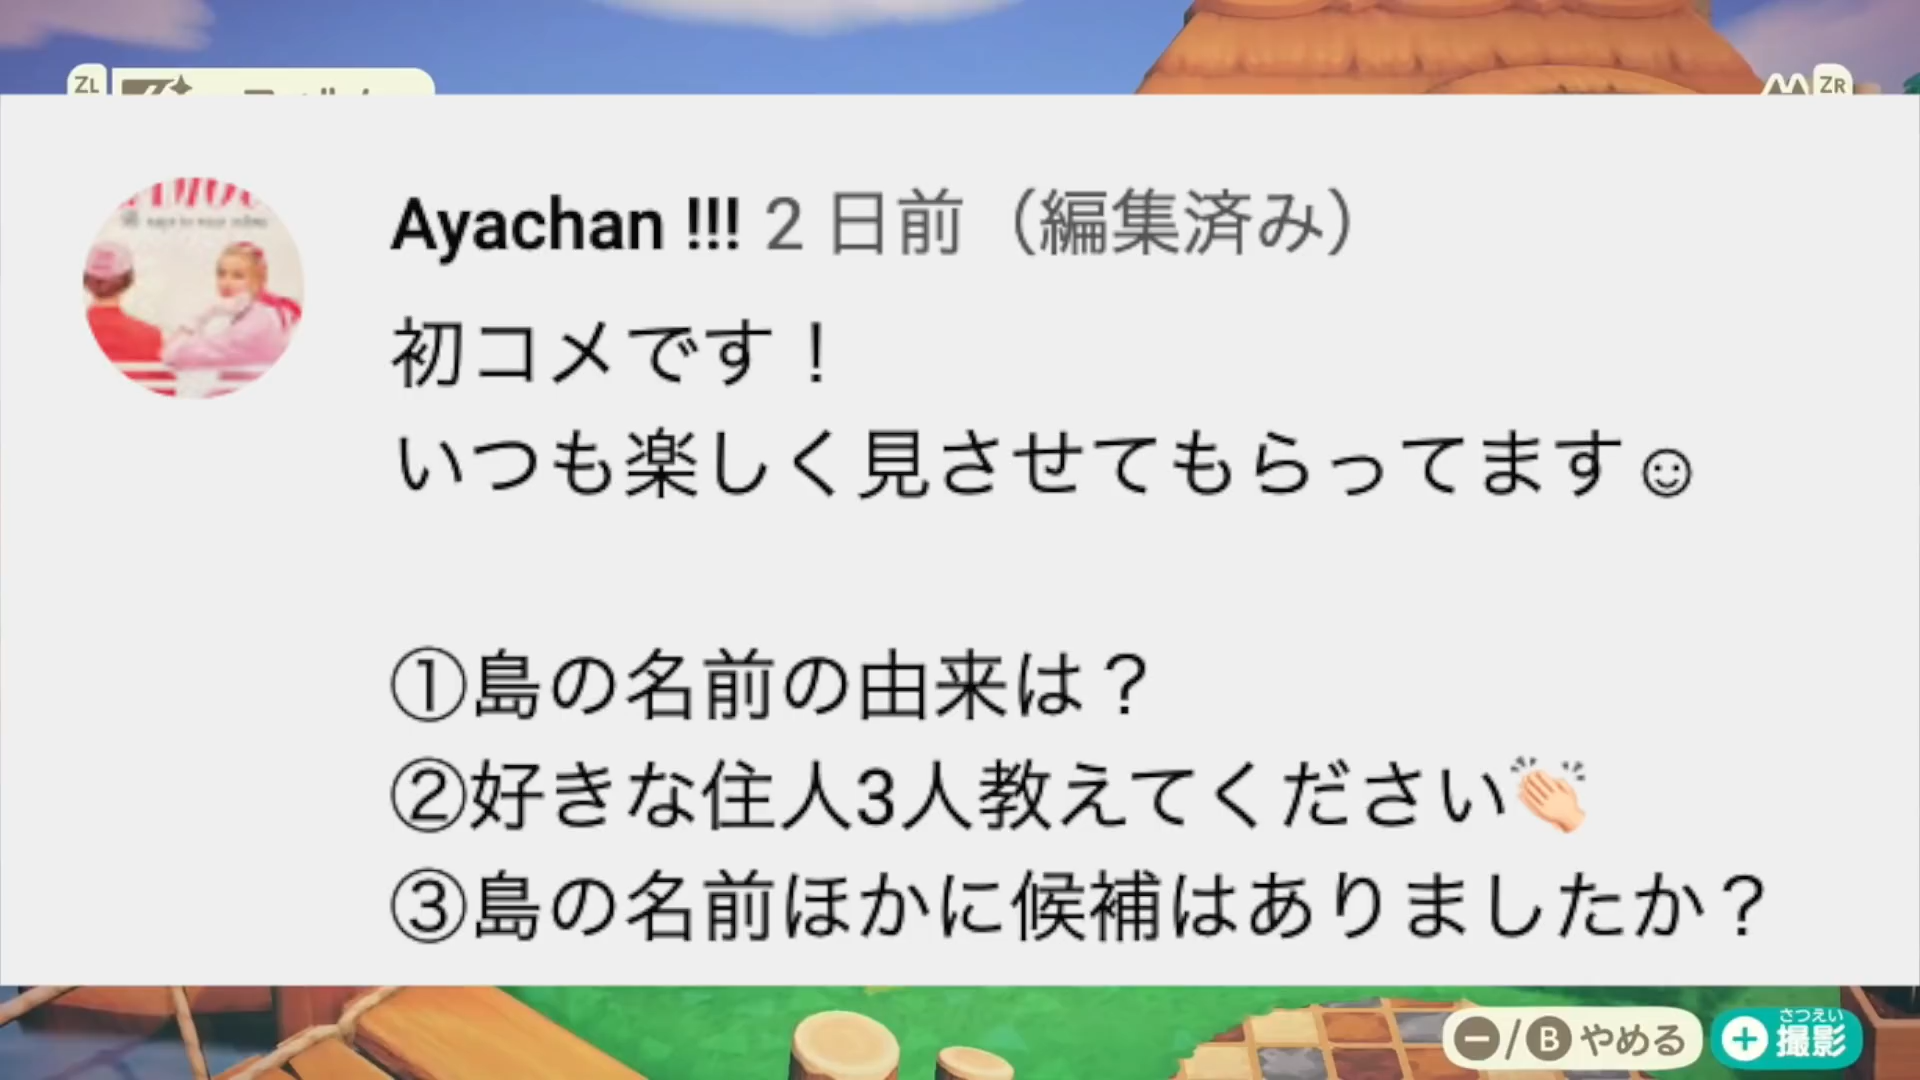 ZL
ZR
Ayachan !!! 2 日前（編集済み）
初コメです！
いつも楽しく見させてもらってます☺
①島の名前の由来は？
②好きな住人3人教えてください👏🏻
③島の名前ほかに候補はありましたか？
−/B やめる
さつえい
+ 撮影